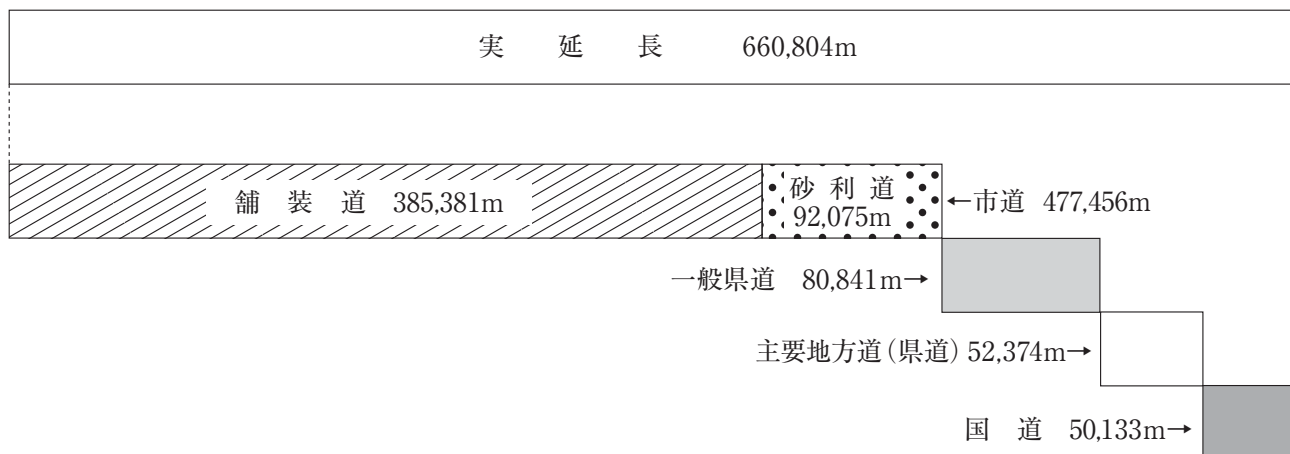 実延長 660,804m
舗装道 385,381m
砂利道
92,075m
←市道 477,456m
一般県道 80,841m→
主要地方道(県道) 52,374m→
国道 50,133m→